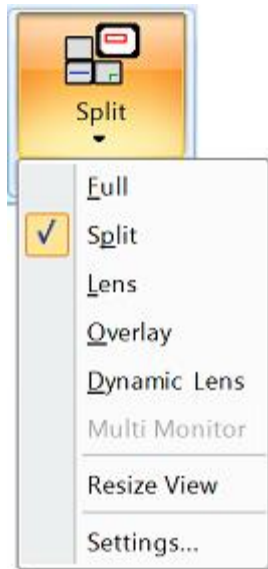 Split
Full
Split
Lens
Overlay
Dynamic Lens
Multi Monitor
Resize View
Settings...